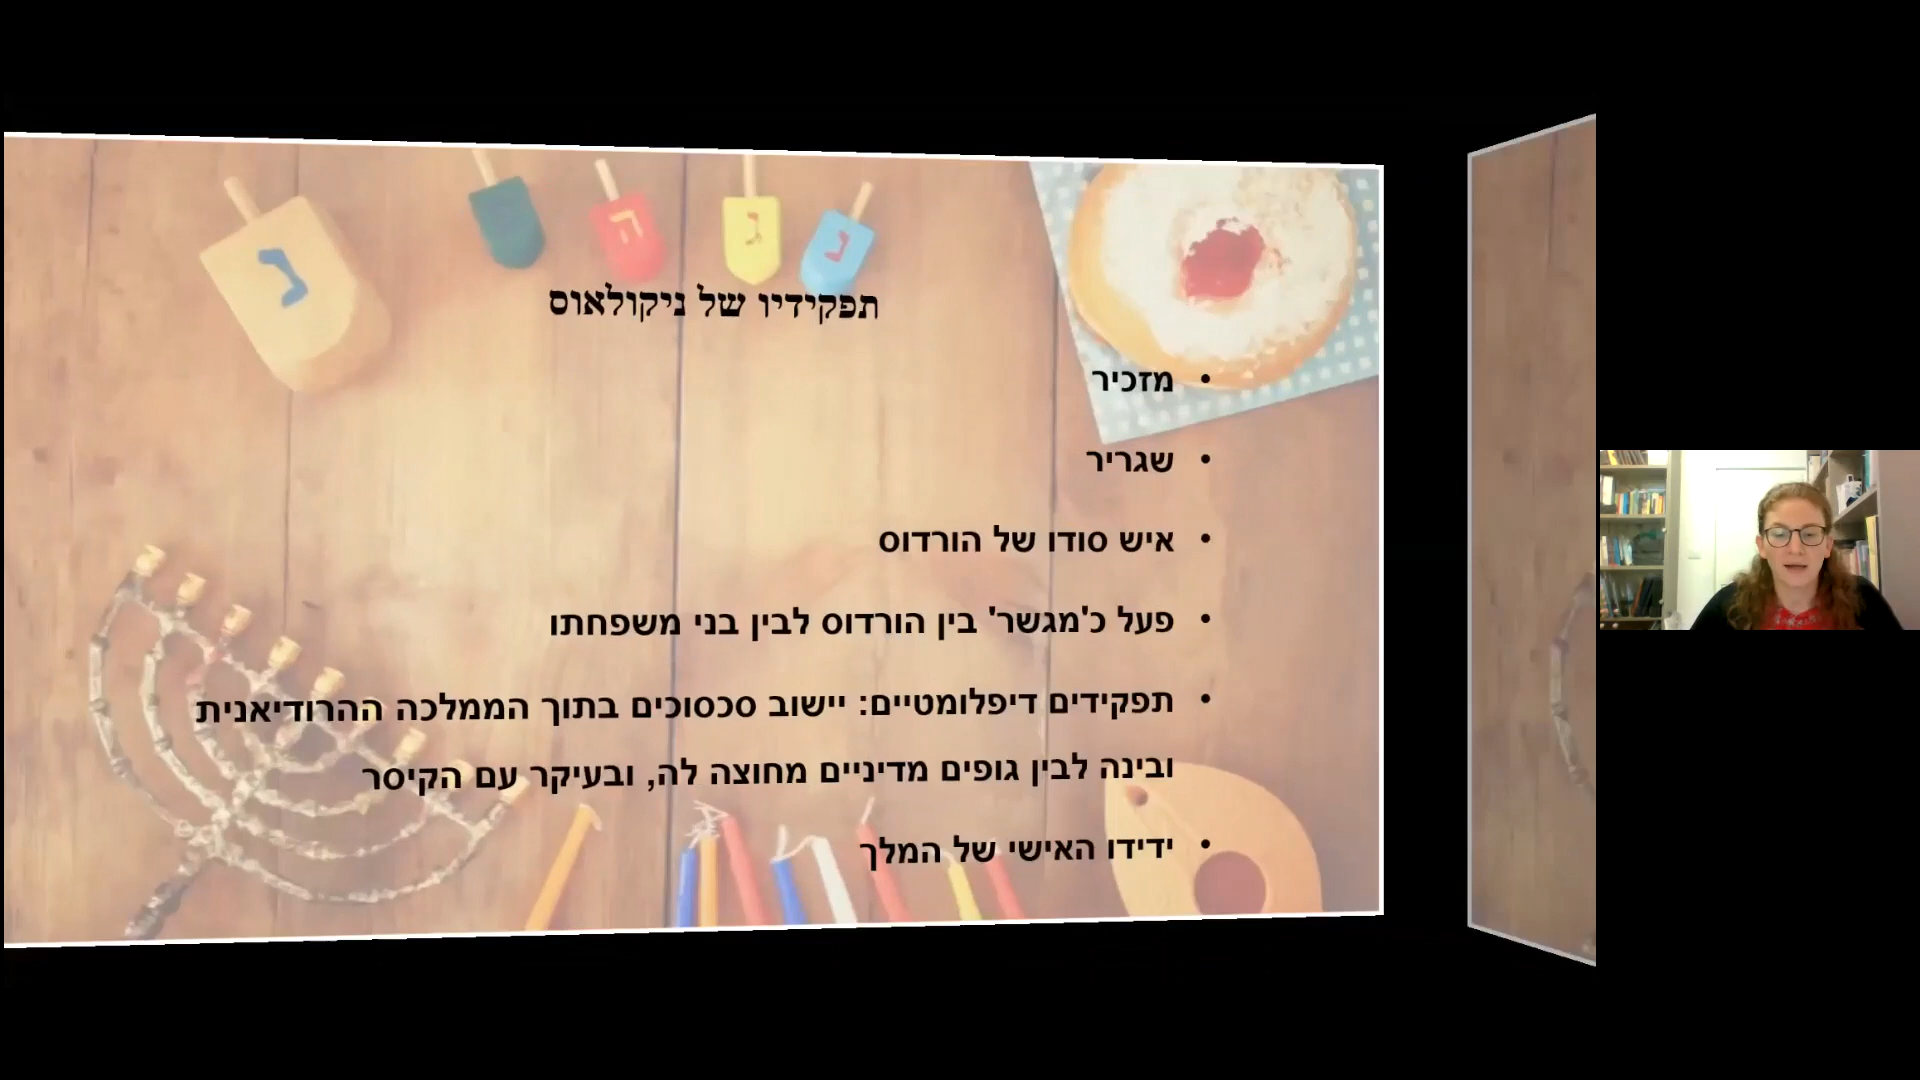 נ
ה
ג
נ
תפקידיו של ניקולאוס
• מזכיר
• שגריר
• איש סודו של הורדוס
• פעל כ'מגשר' בין הורדוס לבין בני משפחתו
• תפקידים דיפלומטיים: יישוב סכסוכים בתוך הממלכה ההרודיאנית
ובינה לבין גופים מדיניים מחוצה לה, ובעיקר עם הקיסר
• ידידו האישי של המלך